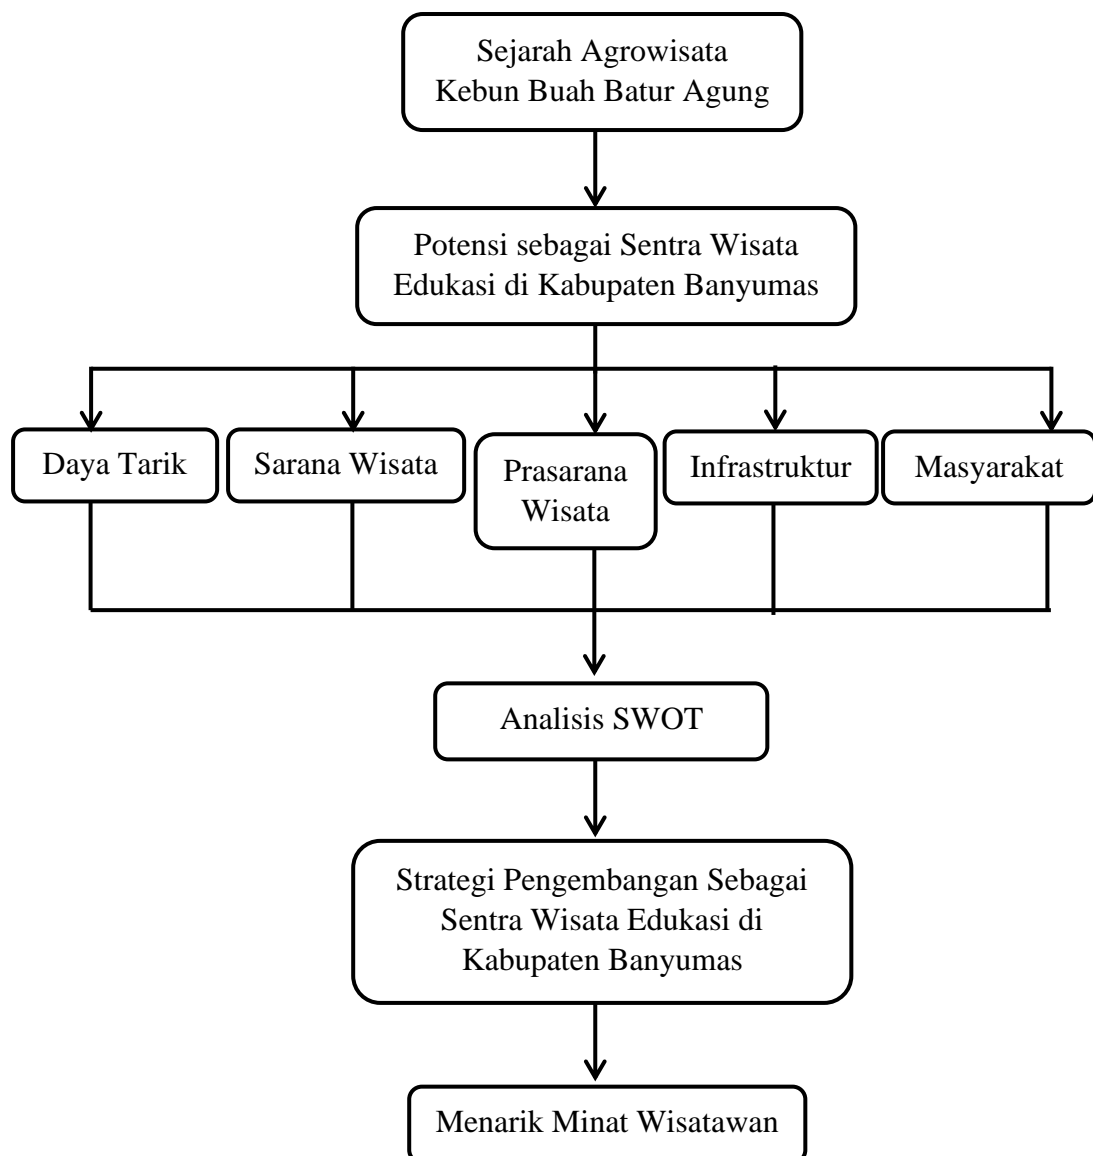 Sejarah Agrowisata
Kebun Buah Batur Agung
Potensi sebagai Sentra Wisata
Edukasi di Kabupaten Banyumas
Daya Tarik
Sarana Wisata
Prasarana
Wisata
Infrastruktur
Masyarakat
Analisis SWOT
Strategi Pengembangan Sebagai
Sentra Wisata Edukasi di
Kabupaten Banyumas
Menarik Minat Wisatawan